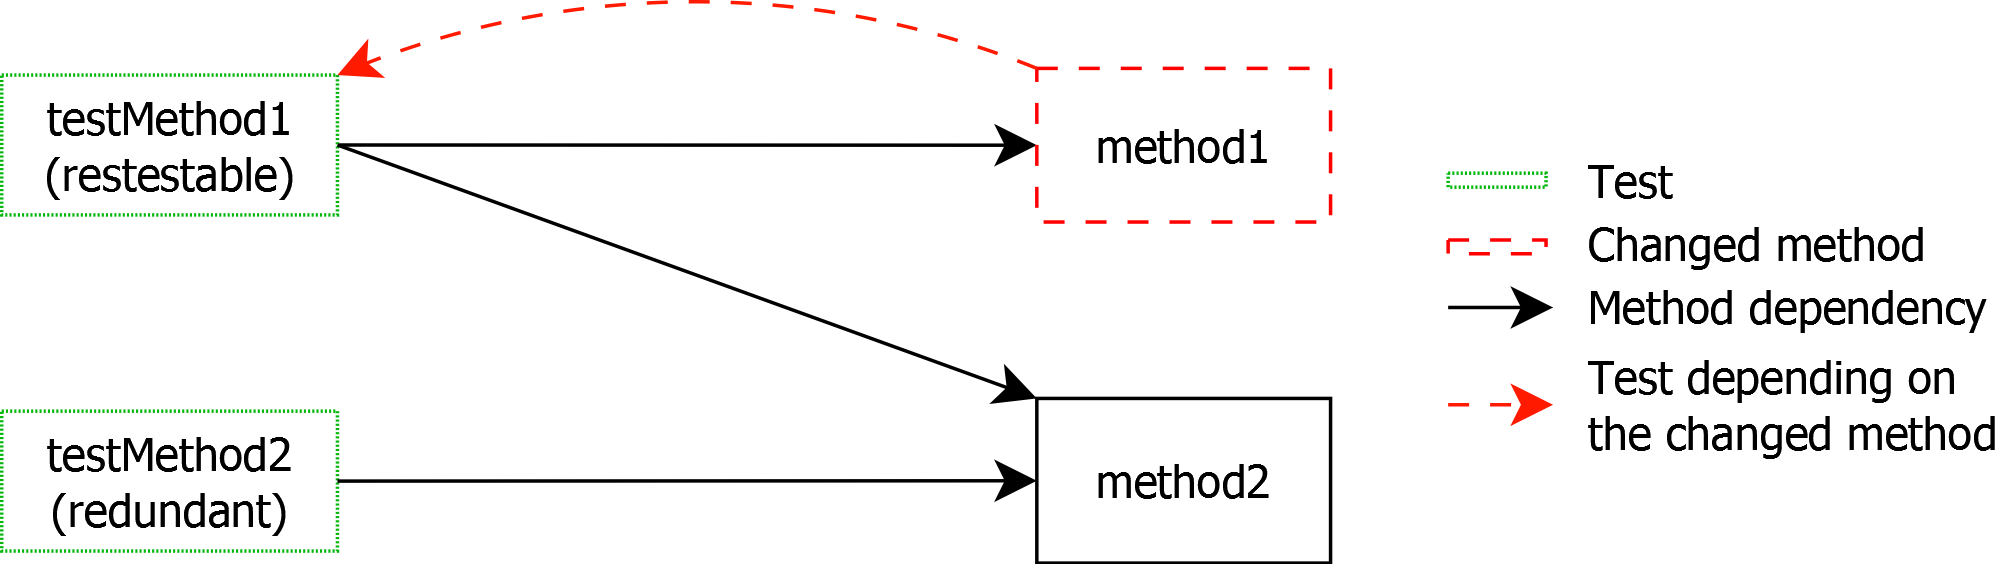 testMethod1
(restestable)
method1
testMethod2
(redundant)
method2
Test
Changed method
Method dependency
Test depending on
the changed method